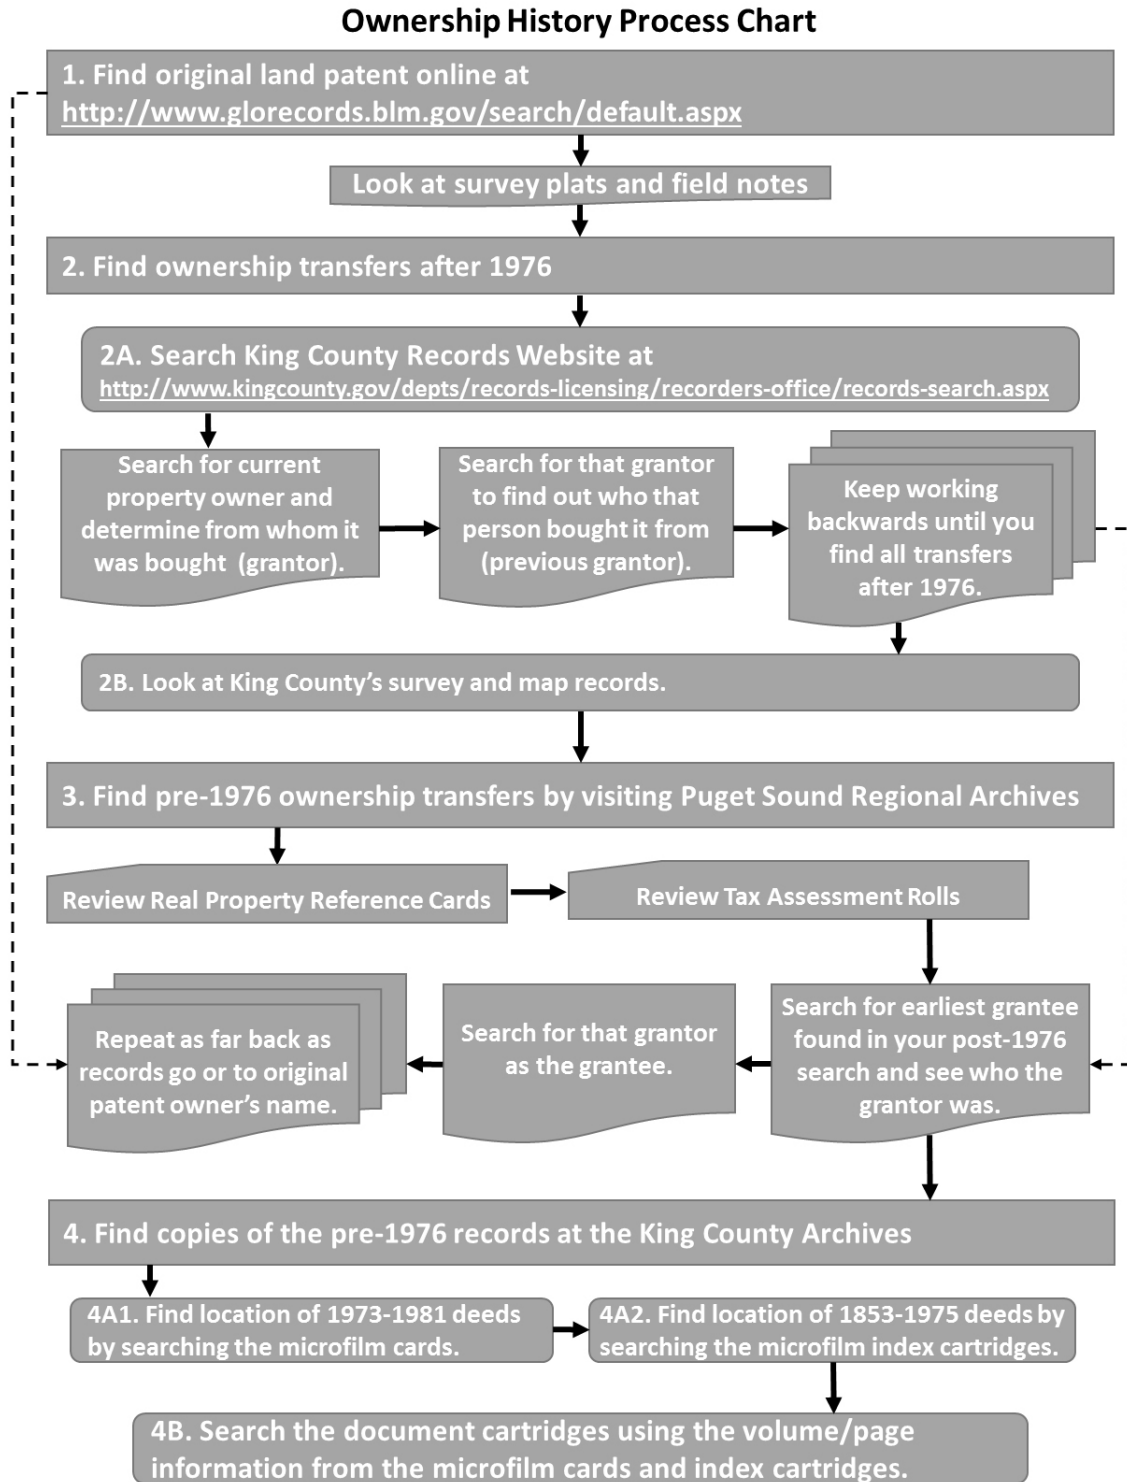 Ownership History Process Chart
1. Find original land patent online at
http://www.glorecords.blm.gov/search/default.aspx
Look at survey plats and field notes
2. Find ownership transfers after 1976
2A. Search King County Records Website at
http://www.kingcounty.gov/depts/records-licensing/recorders-office/records-search.aspx
Search for current
property owner and
determine from whom it
was bought (grantor).
Search for that grantor
to find out who that
person bought it from
(previous grantor).
Keep working
backwards until you
find all transfers
after 1976.
2B. Look at King County’s survey and map records.
3. Find pre-1976 ownership transfers by visiting Puget Sound Regional Archives
Review Real Property Reference Cards
Review Tax Assessment Rolls
Search for earliest grantee
found in your post-1976
search and see who the
grantor was.
Search for that grantor
as the grantee.
Repeat as far back as
records go or to original
patent owner’s name.
4. Find copies of the pre-1976 records at the King County Archives
4A1. Find location of 1973-1981 deeds
by searching the microfilm cards.
4A2. Find location of 1853-1975 deeds by
searching the microfilm index cartridges.
4B. Search the document cartridges using the volume/page
information from the microfilm cards and index cartridges.